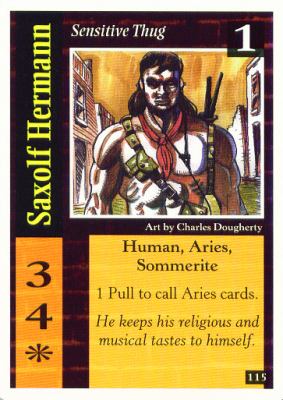 Saxolf Hermann
Sensitive Thug
1
Art by Charles Dougherty
3
4
*
Human, Aries,
Sommerite
1 Pull to call Aries cards.
He keeps his religious and
musical tastes to himself.
115